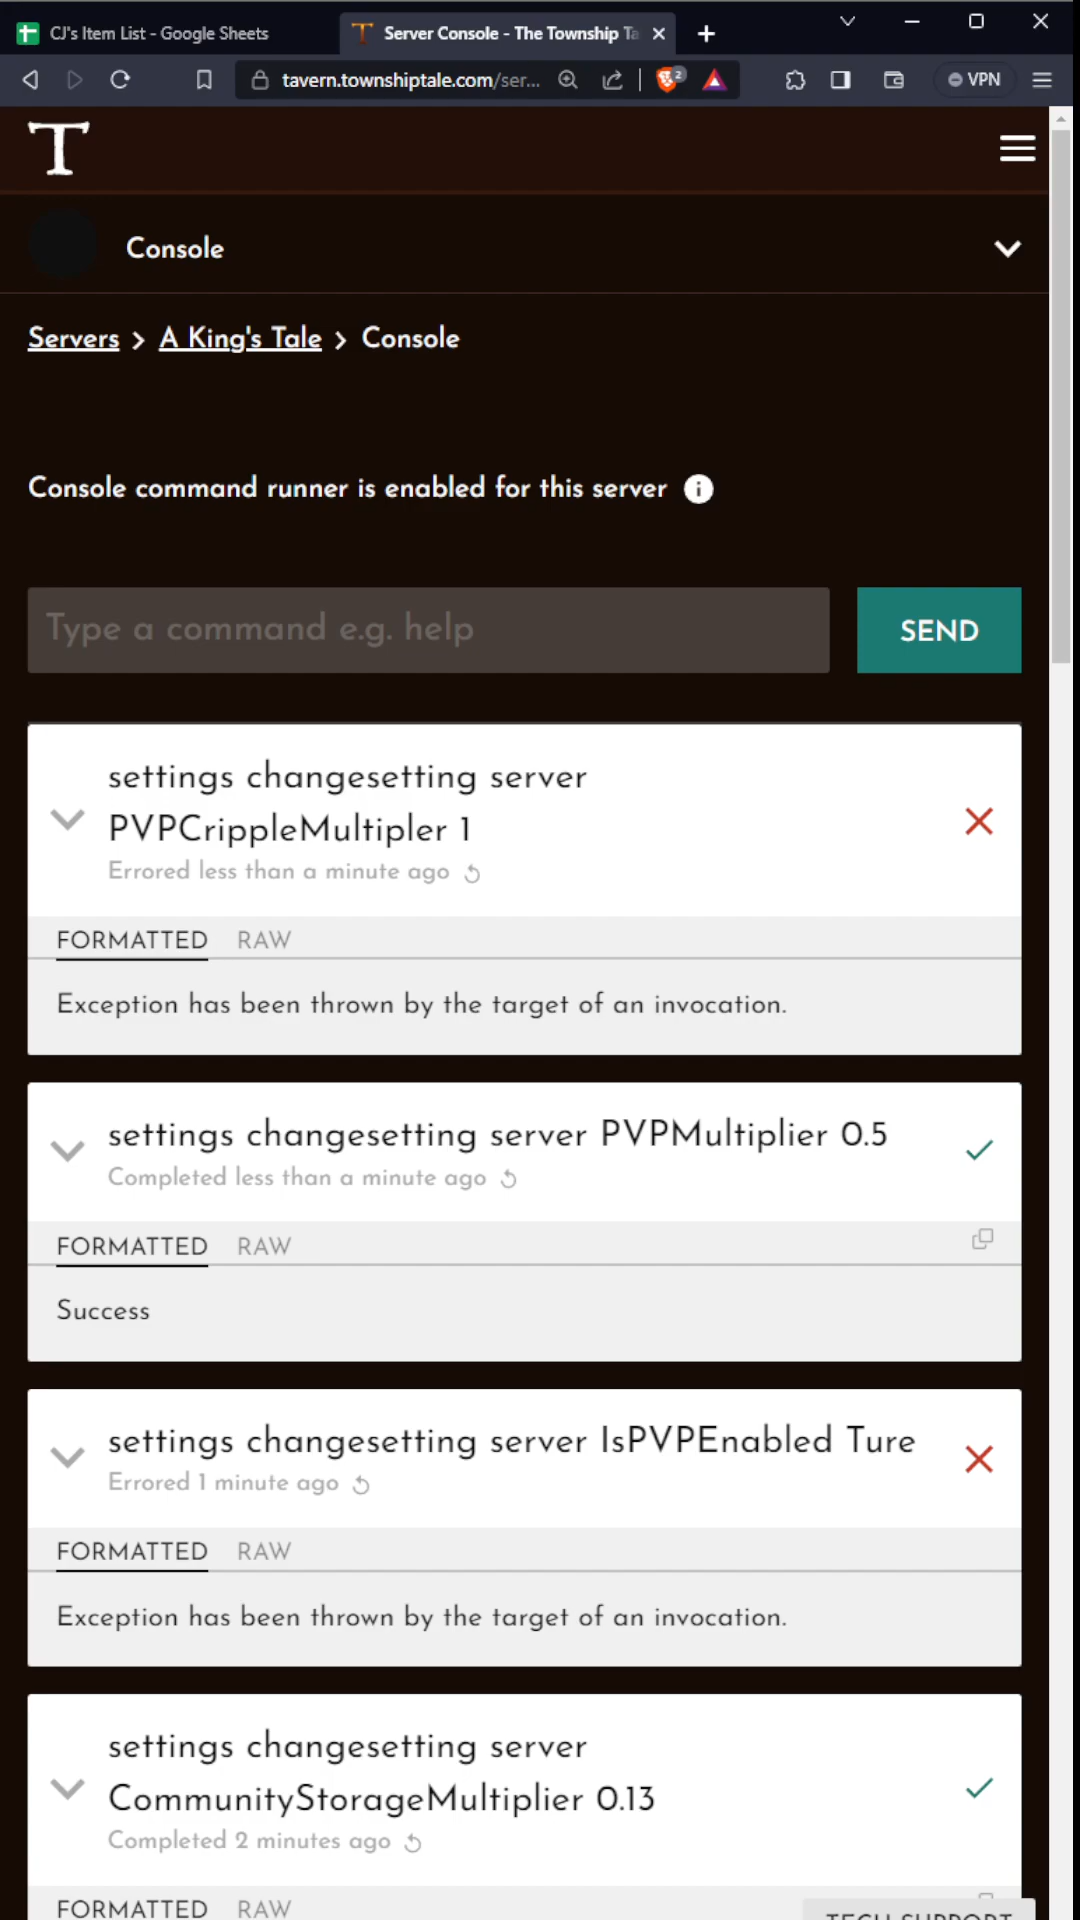 CJ's Item List - Google Sheets
Server Console - The Township Ta
tavern.townshiptale.com/ser...
2
VPN
T
Console
Servers > A King's Tale > Console
Console command runner is enabled for this server
Type a command e.g. help
SEND
settings changesetting server
PVPCrippleMultipler 1
Errored less than a minute ago
FORMATTED RAW
Exception has been thrown by the target of an invocation.
settings changesetting server PVPMultiplier 0.5
Completed less than a minute ago
FORMATTED RAW
Success
settings changesetting server IsPVPEnabled Ture
Errored 1 minute ago
FORMATTED RAW
Exception has been thrown by the target of an invocation.
settings changesetting server
CommunityStorageMultiplier 0.13
Completed 2 minutes ago
FORMATTED RAW
TECH SUPPORT